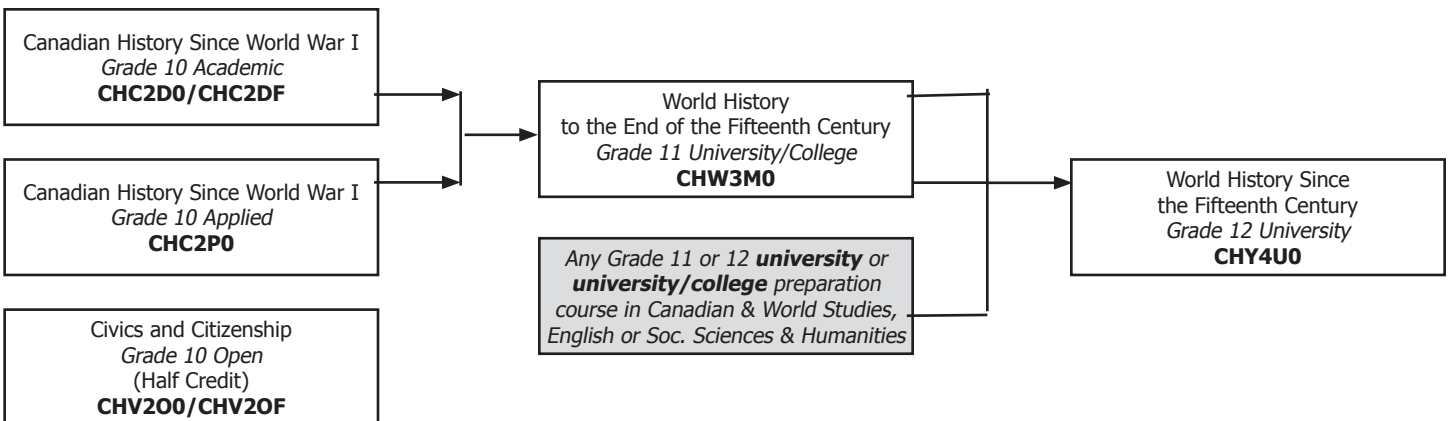 Canadian History Since World War I
Grade 10 Academic
CHC2D0/CHC2DF
Canadian History Since World War I
Grade 10 Applied
CHC2P0
Civics and Citizenship
Grade 10 Open
(Half Credit)
CHV2O0/CHV2OF
World History
to the End of the Fifteenth Century
Grade 11 University/College
CHW3M0
Any Grade 11 or 12 university or
university/college preparation
course in Canadian & World Studies,
English or Soc. Sciences & Humanities
World History Since
the Fifteenth Century
Grade 12 University
CHY4U0